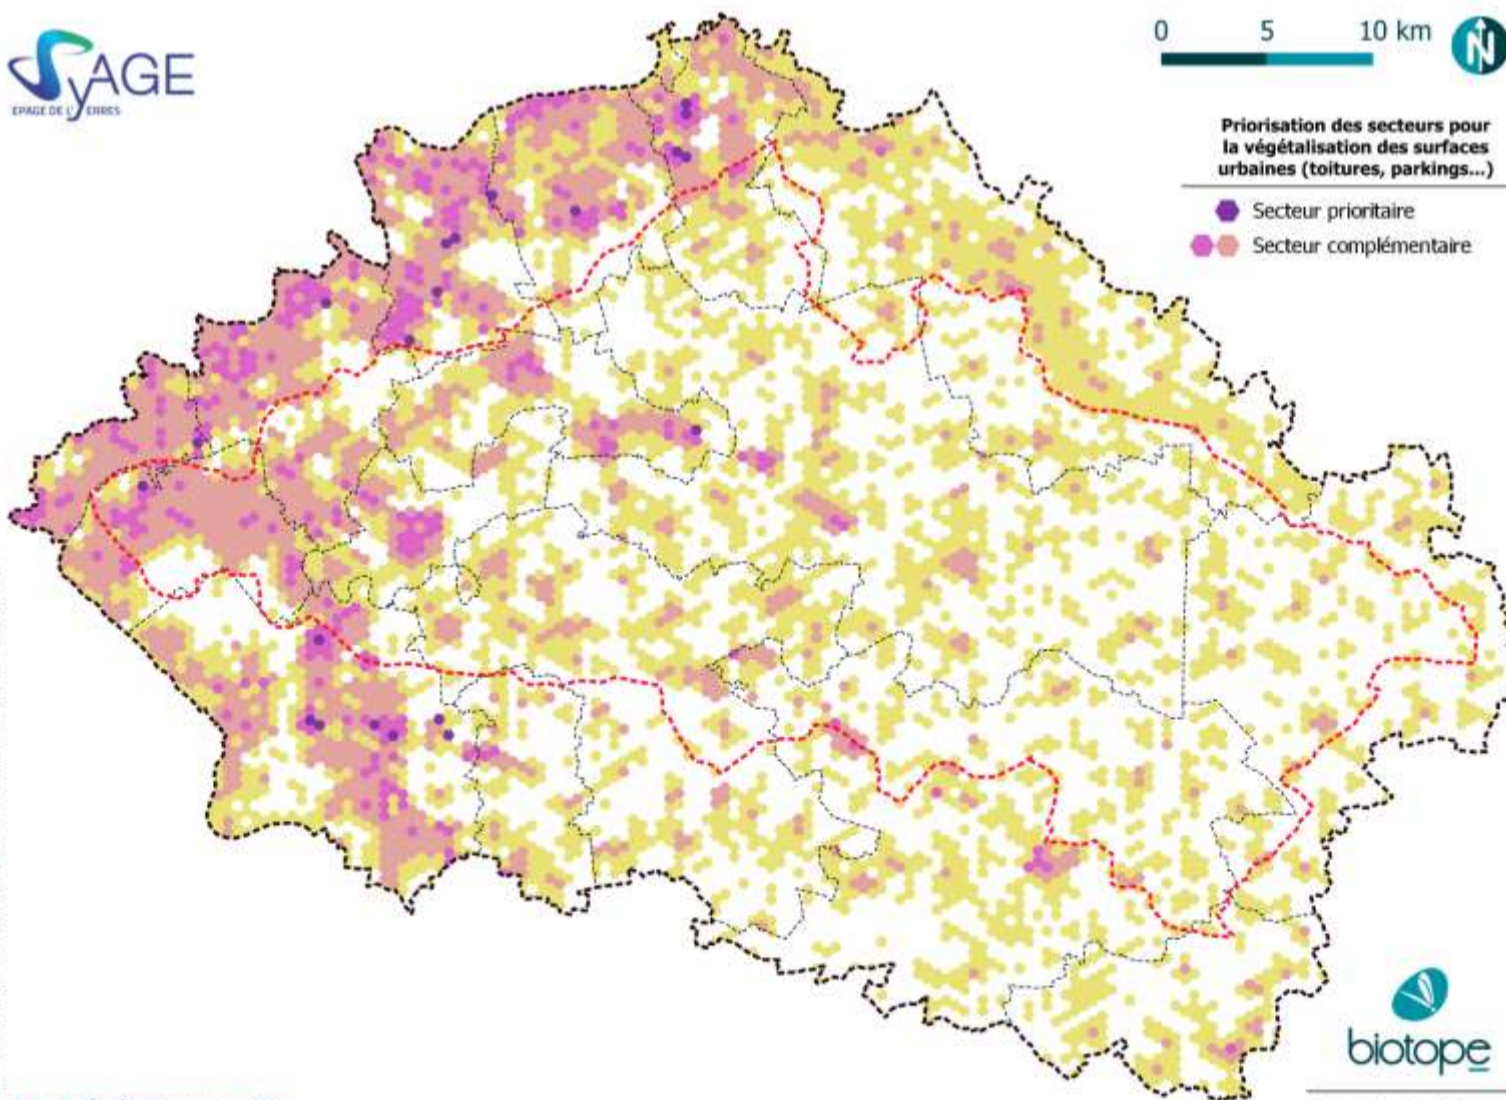 SyAGE
ÉPAGE DE L'YERRES
0 5 10 km
N
Priorisation des secteurs pour
la végétalisation des surfaces
urbaines (toitures, parkings...)
Secteur prioritaire
Secteur complémentaire
biotope